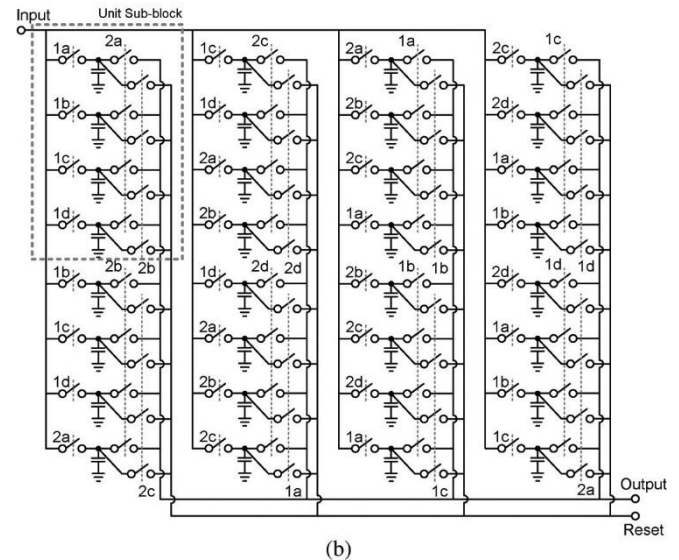 Input
Unit Sub-block
1a 2a 1c 2c 2a 1a 2c 1c
1b 1d 2b 2d
1c 2a 2c 1a
1d 2b 1a 1b
2b 2b 2d 2d 1b 1b 1d 1d
1b 1d 2b 2d
1c 2a 2c 1a
1d 2b 2d 1b
2a 2c 1a 1c
2c 1a 1c 2a
Output
Reset
(b)